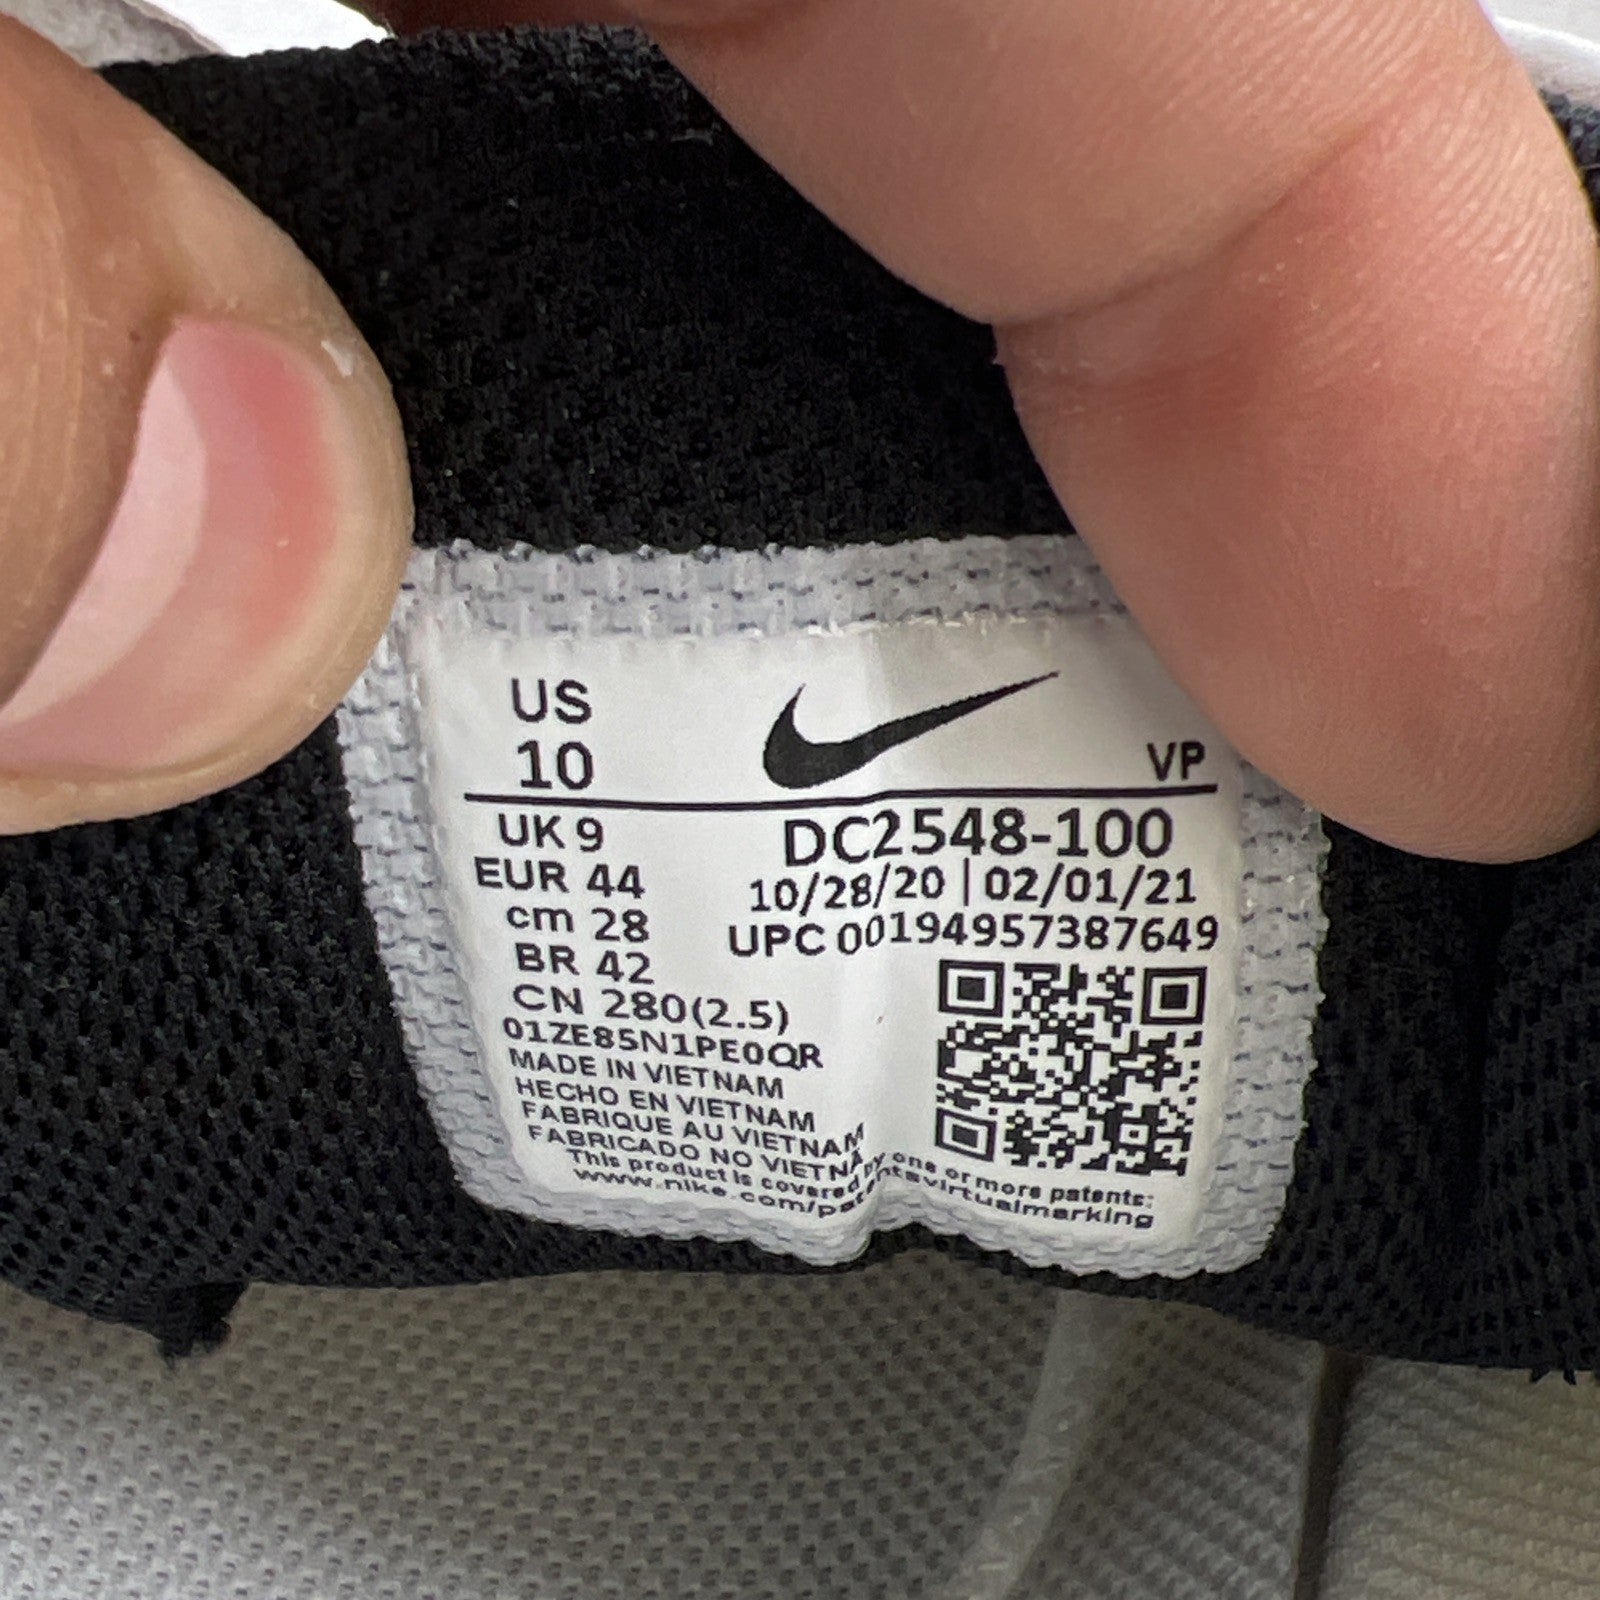 US
10
VP
UK 9
EUR 44
cm 28
BR 42
CN 280(2.5)
DC2548-100
10/28/20 | 02/01/21
UPC 00194957387649
01ZE85N1PE0QR
MADE IN VIETNAM
HECHO EN VIETNAM
FABRIQUE AU VIETNAM
FABRICADO NO VIETNA
This product is covered by one or more patents:
www.nike.com/patentsvirtualmarking